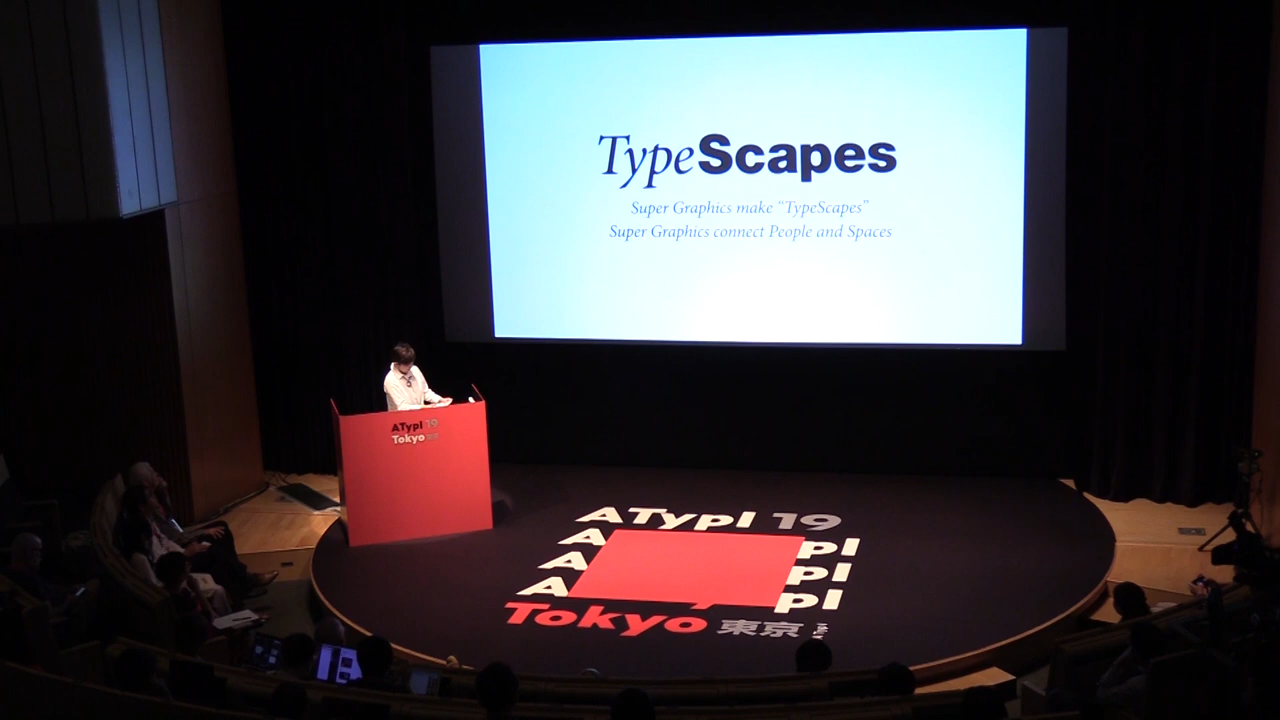 TypeScapes
Super Graphics make “TypeScapes”
Super Graphics connect People and Spaces
ATypI 19
Tokyo
ATypI 19
A pI
A pI
A pI
Tokyo 東京